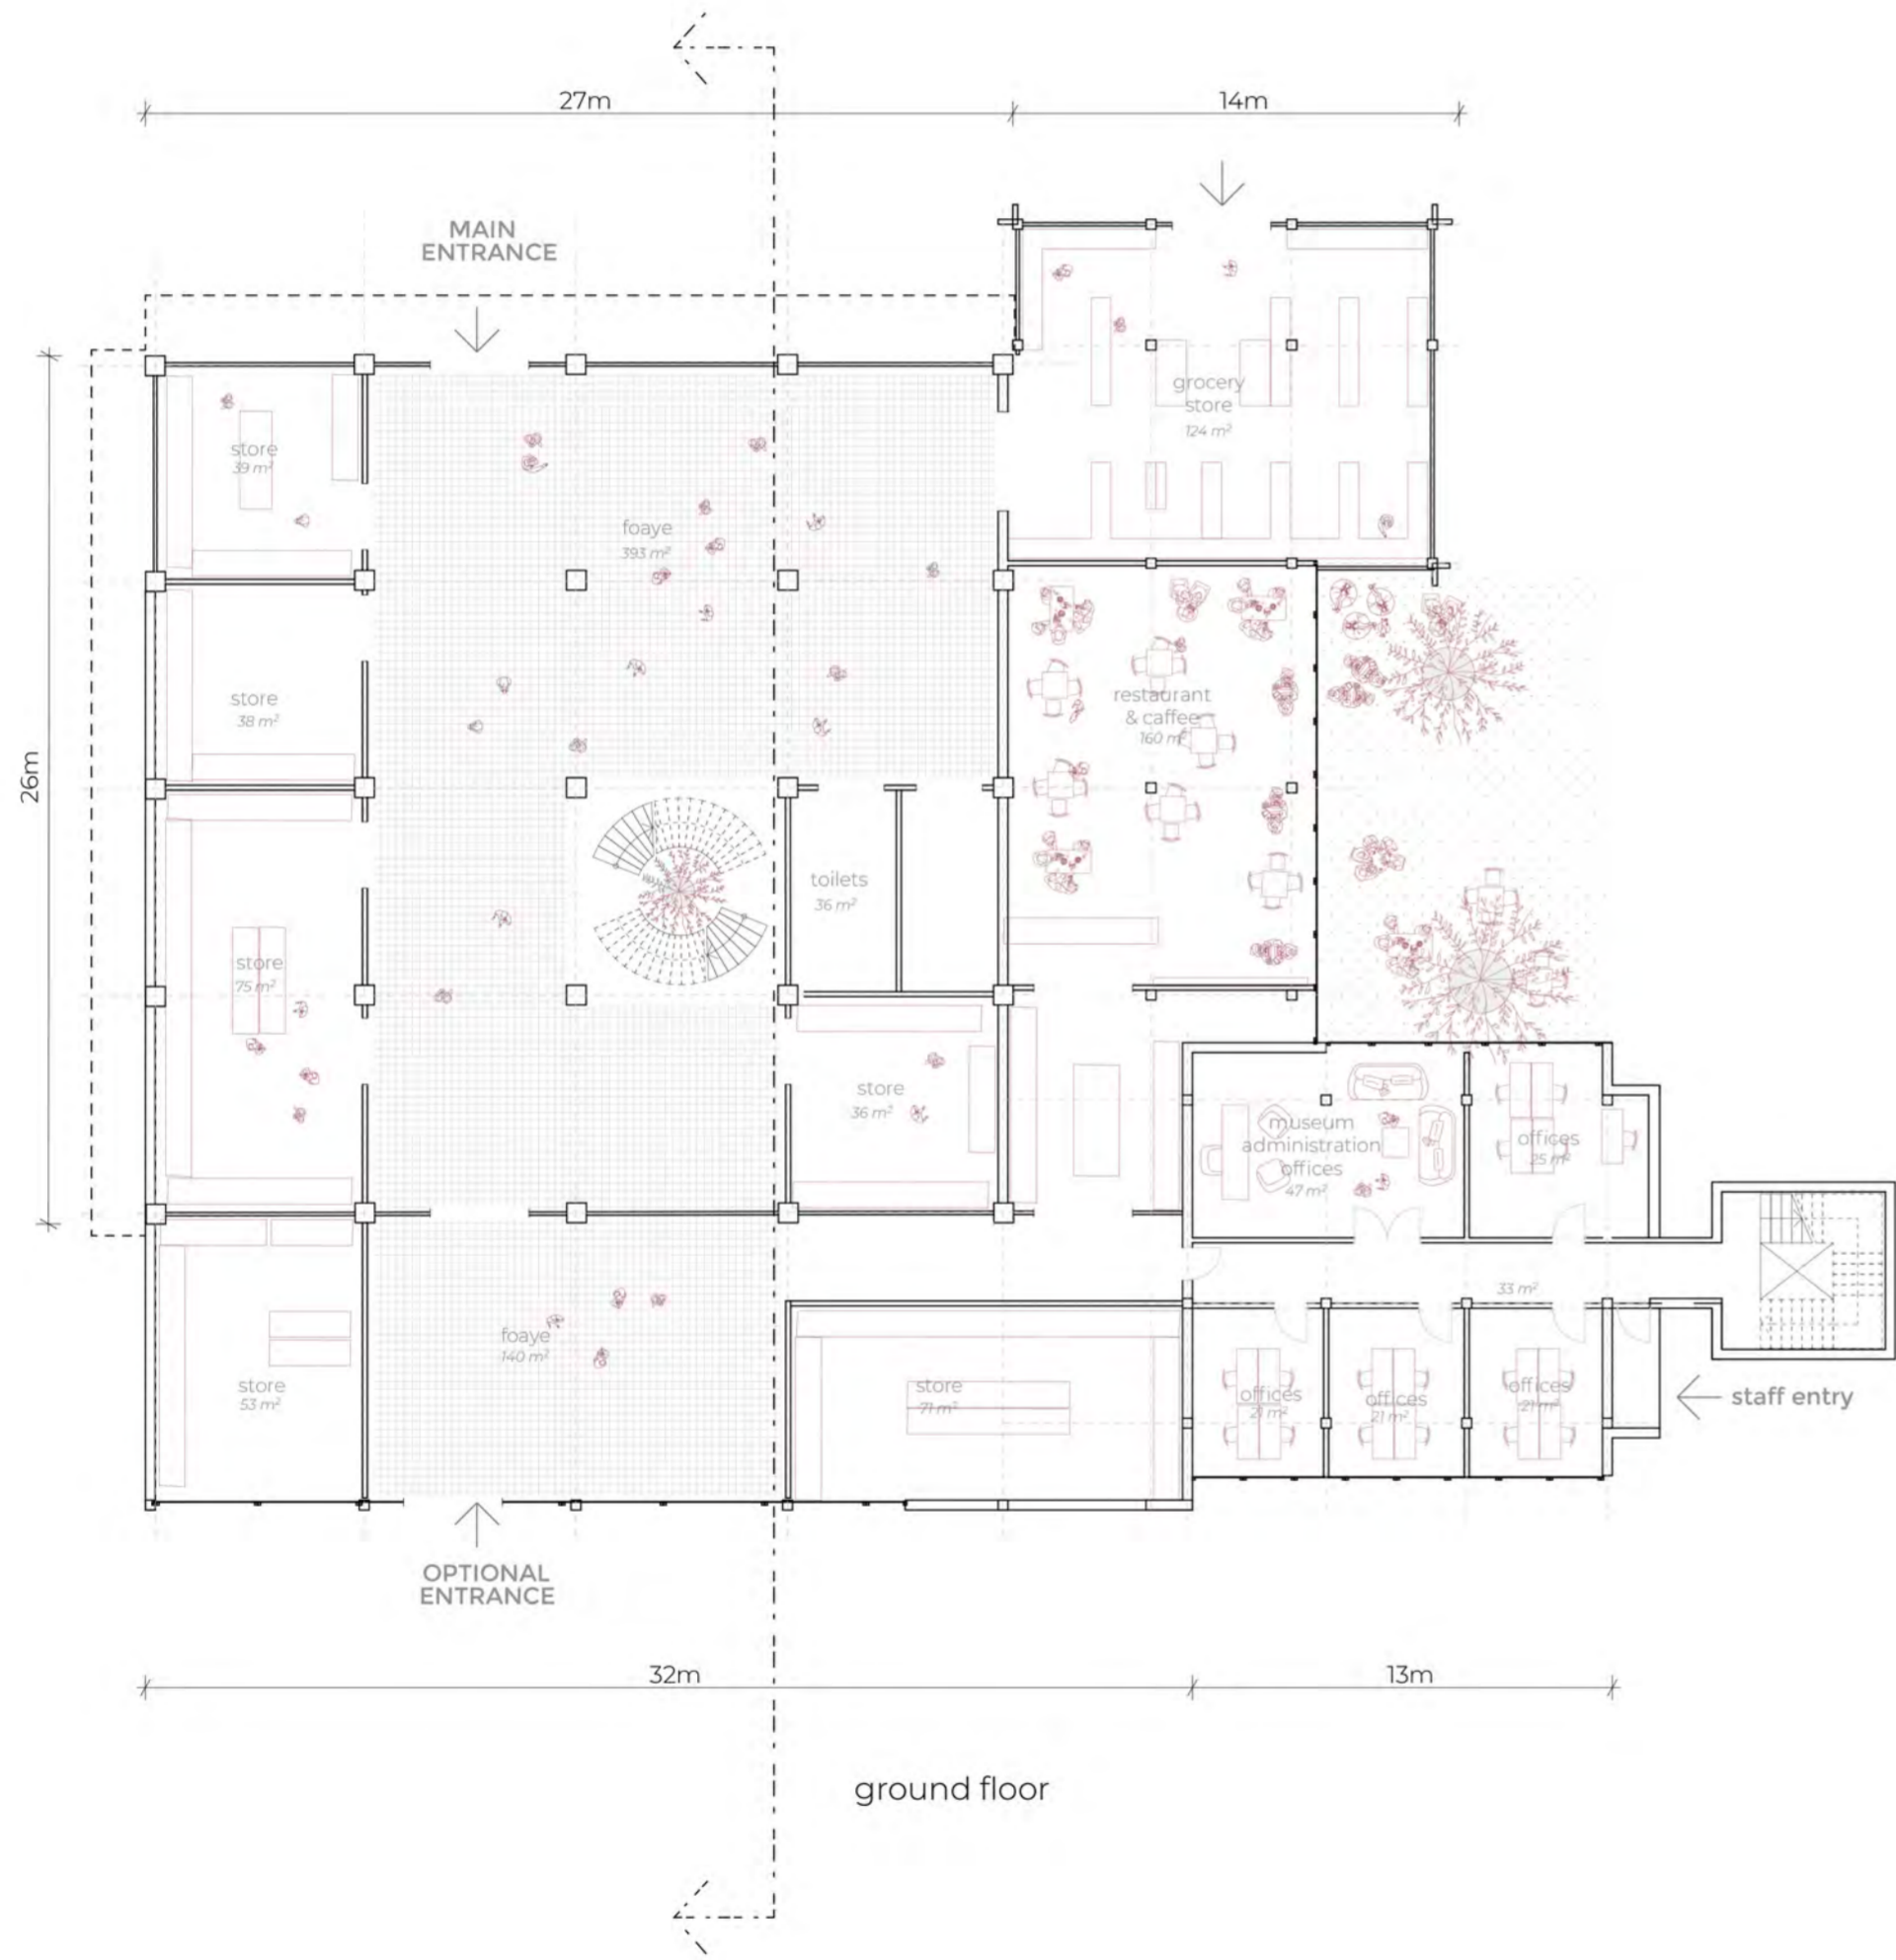 27m
14m
MAIN
ENTRANCE
grocery
store
124 m²
store
39 m²
foaye
393 m²
26m
store
38 m²
restaurant
& caffee
160 m²
toilets
36 m²
store
75 m²
store
36 m²
museum
administration
offices
47 m²
offices
25 m²
33 m²
foaye
140 m²
store
53 m²
store
71 m²
offices
21 m²
offices
21 m²
offices
21 m²
staff entry
OPTIONAL
ENTRANCE
32m
13m
ground floor